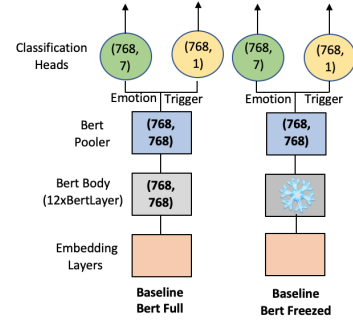 Classification
Heads
(768,
7)
(768,
1)
(768,
7)
(768,
1)
Emotion Trigger
Emotion Trigger
Bert
Pooler
(768,
768)
(768,
768)
Bert Body
(12xBertLayer)
(768,
768)
Embedding
Layers
Baseline
Bert Full
Baseline
Bert Freezed